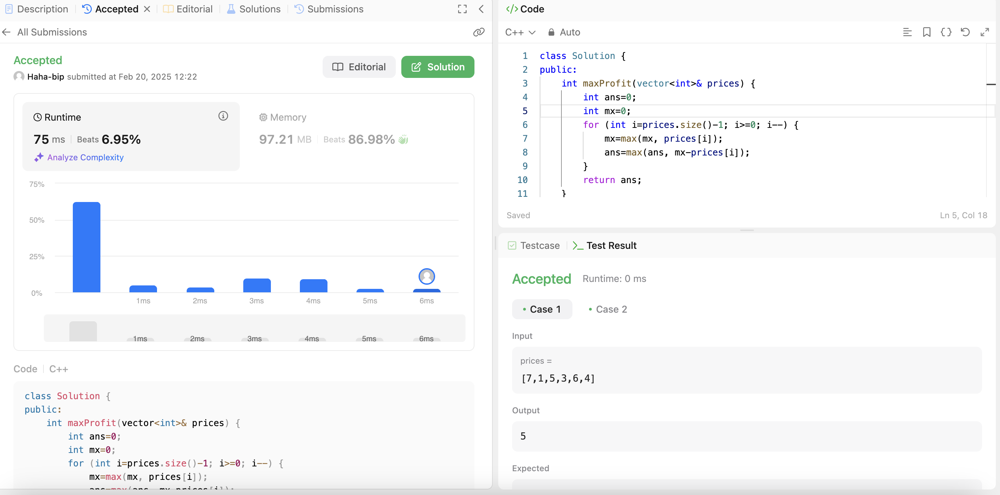 Description
Accepted
Editorial
Solutions
Submissions
All Submissions
Accepted
Haha-bip submitted at Feb 20, 2025 12:22
Editorial
Solution
Runtime
75 ms
Beats 6.95%
Analyze Complexity
Memory
97.21 MB
Beats 86.98%
75%
50%
25%
0%
1ms 2ms 3ms 4ms 5ms 6ms
1ms 2ms 3ms 4ms 5ms 6ms
Code
C++
class Solution {
public:
    int maxProfit(vector<int>& prices) {
        int ans=0;
        int mx=0;
        for (int i=prices.size()-1; i>=0; i--) {
            mx=max(mx, prices[i]);
            ans=max(ans, mx-prices[i]);
</> Code
C++
Auto
1 class Solution {
2 public:
3     int maxProfit(vector<int>& prices) {
4         int ans=0;
5         int mx=0;
6         for (int i=prices.size()-1; i>=0; i--) {
7             mx=max(mx, prices[i]);
8             ans=max(ans, mx-prices[i]);
9         }
10         return ans;
11     }
Saved
Ln 5, Col 18
Testcase
Test Result
Accepted
Runtime: 0 ms
Case 1
Case 2
Input
prices =
[7,1,5,3,6,4]
Output
5
Expected